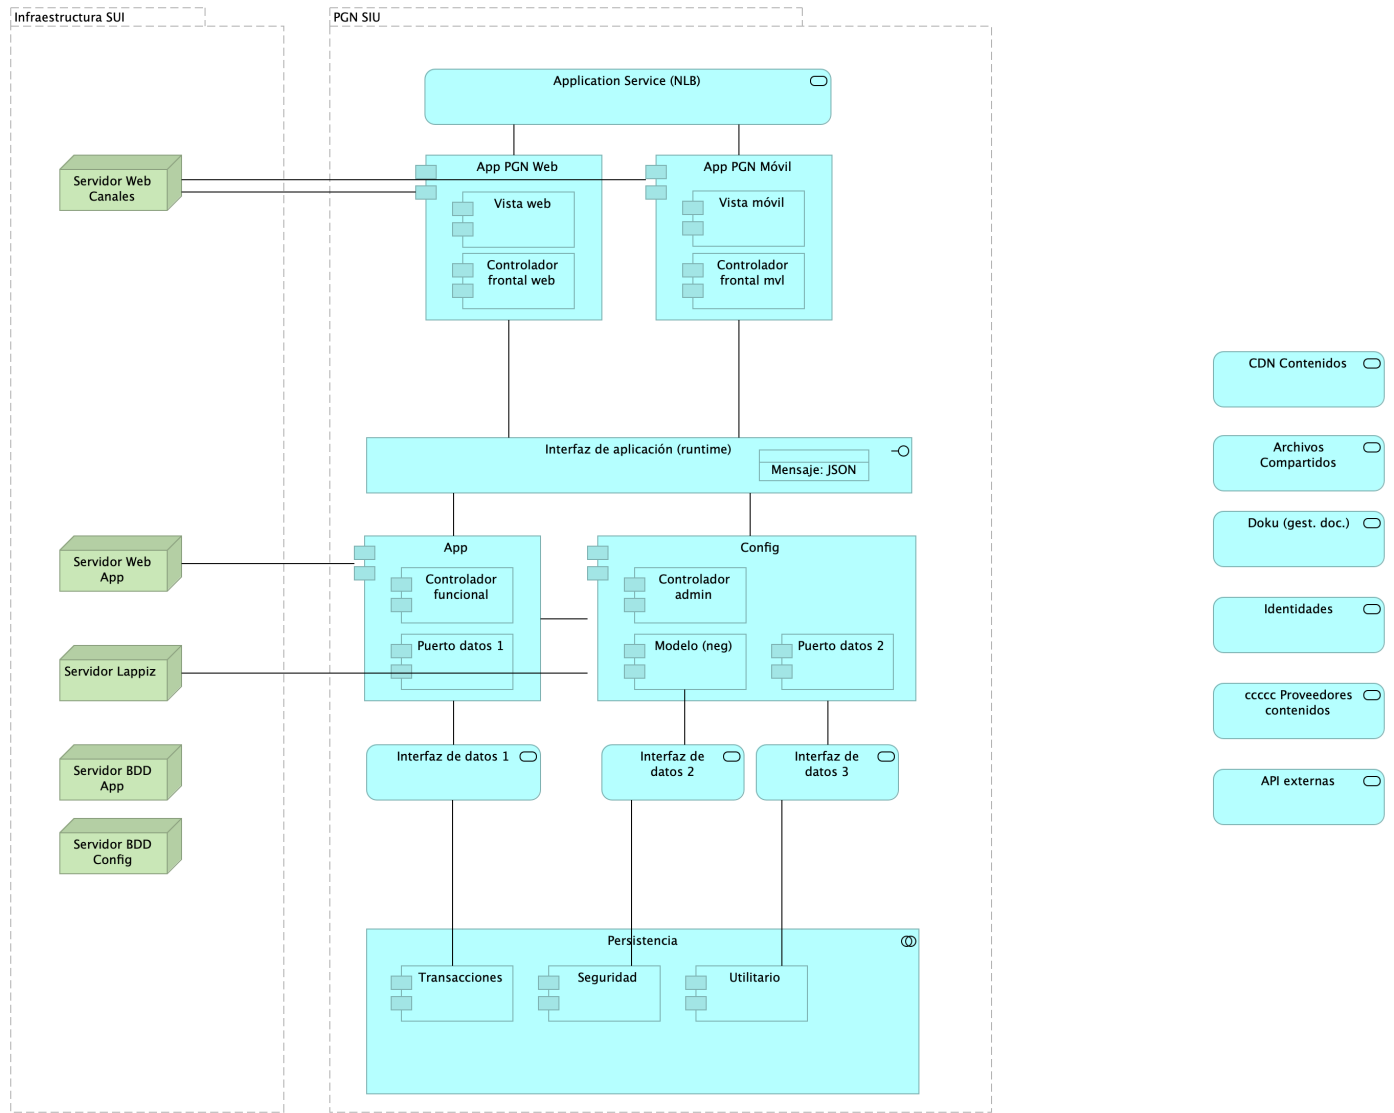 Infraestructura SUI
PGN SIU
Application Service (NLB)
Servidor Web
Canales
App PGN Web
Vista web
Controlador
frontal web
App PGN Móvil
Vista móvil
Controlador
frontal mvl
Interfaz de aplicación (runtime)
Mensaje: JSON
Servidor Web
App
App
Controlador
funcional
Puerto datos 1
Config
Controlador
admin
Modelo (neg)
Puerto datos 2
Servidor Lappiz
Servidor BDD
App
Servidor BDD
Config
Interfaz de datos 1
Interfaz de
datos 2
Interfaz de
datos 3
Persistencia
Transacciones
Seguridad
Utilitario
CDN Contenidos
Archivos
Compartidos
Doku (gest. doc.)
Identidades
ccccc Proveedores
contenidos
API externas